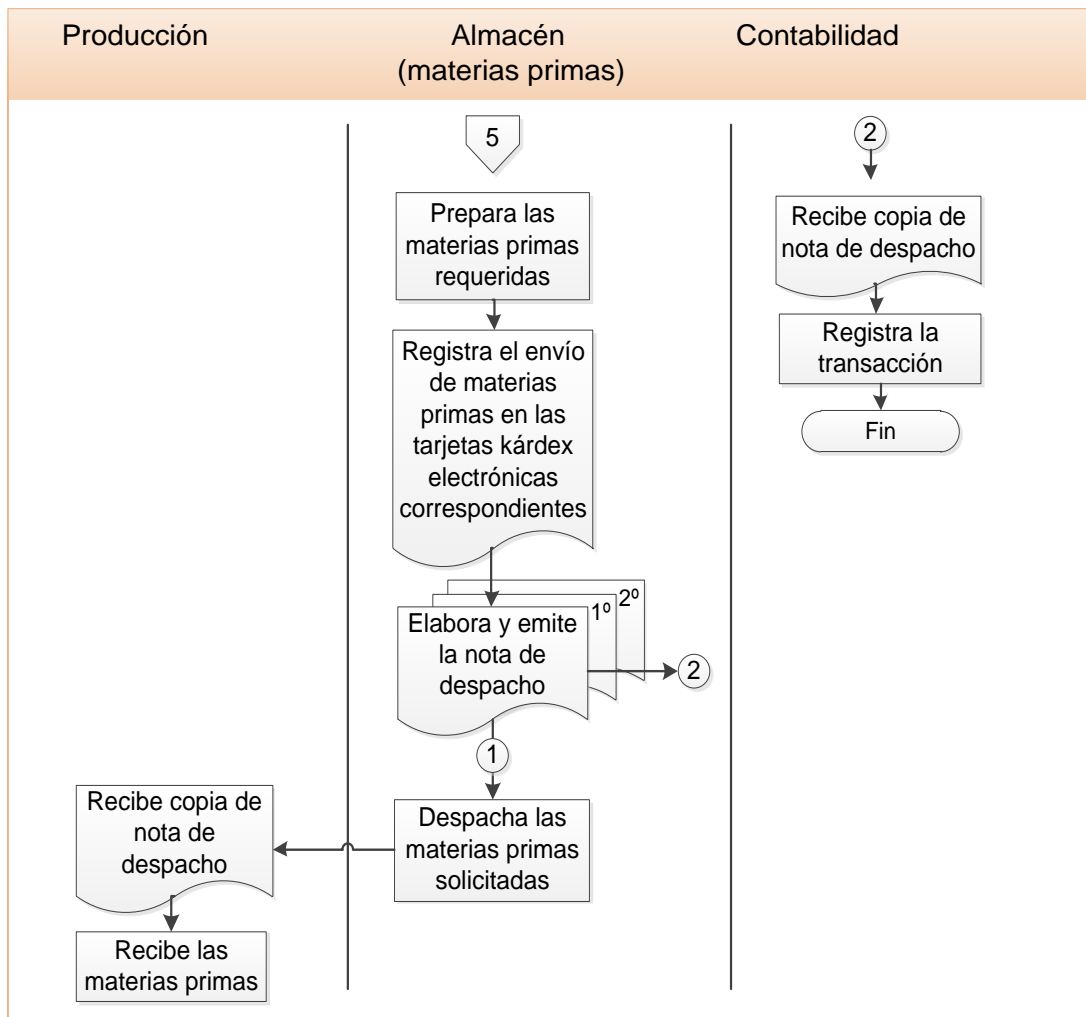 Producción
Almacén
(materias primas)
Contabilidad
5
Prepara las
materias primas
requeridas
Registra el envío
de materias
primas en las
tarjetas kárdex
electrónicas
correspondientes
2º
1º
Elabora y emite
la nota de
despacho
2
1
Despacha las
materias primas
solicitadas
Recibe copia de
nota de
despacho
Recibe las
materias primas
2
Recibe copia de
nota de despacho
Registra la
transacción
Fin